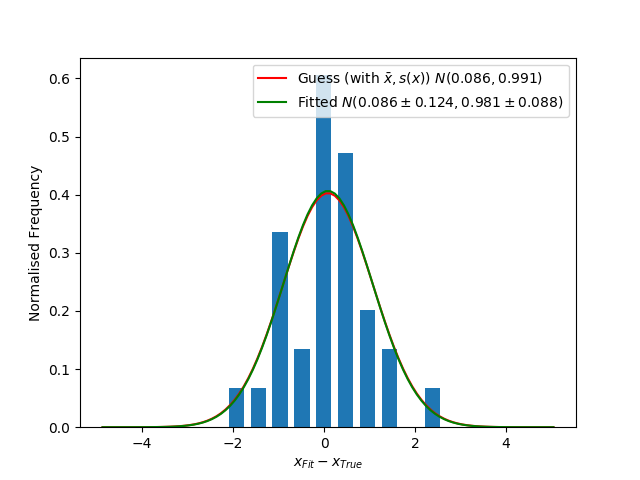 Guess (with x̄, s(x)) N(0.086, 0.991)
Fitted N(0.086 ± 0.124, 0.981 ± 0.088)
0.6
0.5
0.4
0.3
0.2
0.1
0.0
Normalised Frequency
−4 −2 0 2 4
x_Fit − x_True